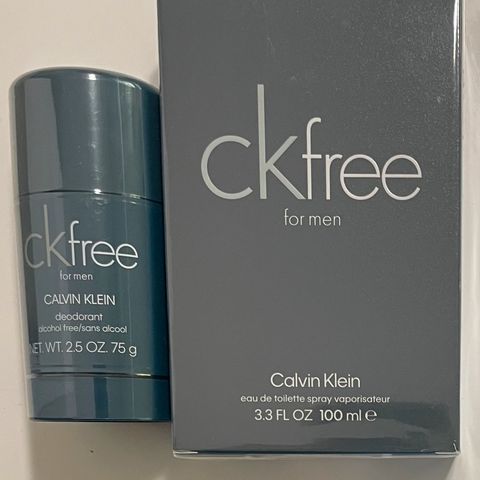 ckfree
for men
CALVIN KLEIN
deodorant
alcohol free/sans alcool
NET. WT. 2.5 OZ. 75 g
ckfree
for men
Calvin Klein
eau de toilette spray vaporisateur
3.3 FL OZ 100 ml e